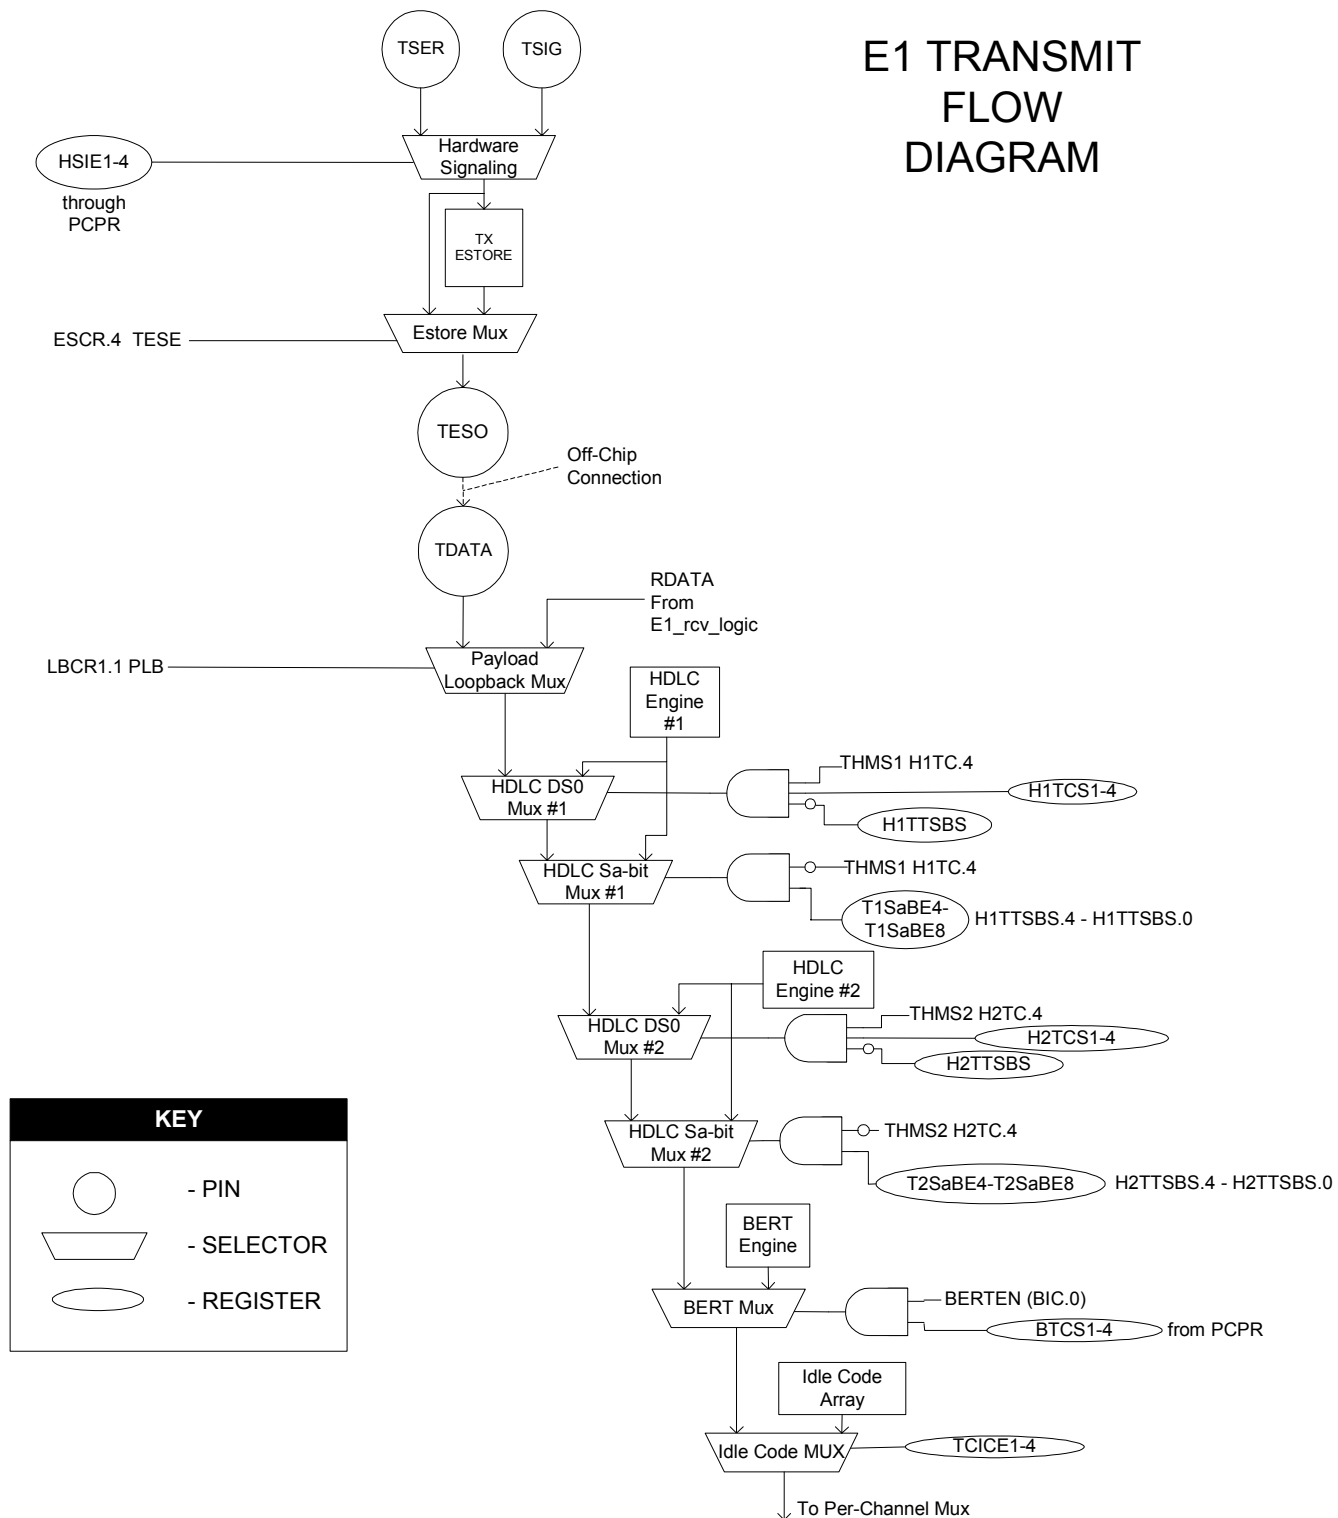 E1 TRANSMIT
FLOW
DIAGRAM
TSER
TSIG
Hardware
Signaling
HSIE1-4
through
PCPR
TX
ESTORE
Estore Mux
ESCR.4 TESE
TESO
Off-Chip
Connection
TDATA
RDATA
From
E1_rcv_logic
LBCR1.1 PLB
Payload
Loopback Mux
HDLC
Engine
#1
THMS1 H1TC.4
HDLC DS0
Mux #1
H1TCS1-4
H1TTSBS
HDLC Sa-bit
Mux #1
THMS1 H1TC.4
T1SaBE4-
T1SaBE8
H1TTSBS.4 - H1TTSBS.0
HDLC
Engine #2
THMS2 H2TC.4
HDLC DS0
Mux #2
H2TCS1-4
H2TTSBS
HDLC Sa-bit
Mux #2
THMS2 H2TC.4
T2SaBE4-T2SaBE8
H2TTSBS.4 - H2TTSBS.0
KEY
- PIN
- SELECTOR
- REGISTER
BERT
Engine
BERT Mux
BERTEN (BIC.0)
BTCS1-4
from PCPR
Idle Code
Array
Idle Code MUX
TCICE1-4
To Per-Channel Mux